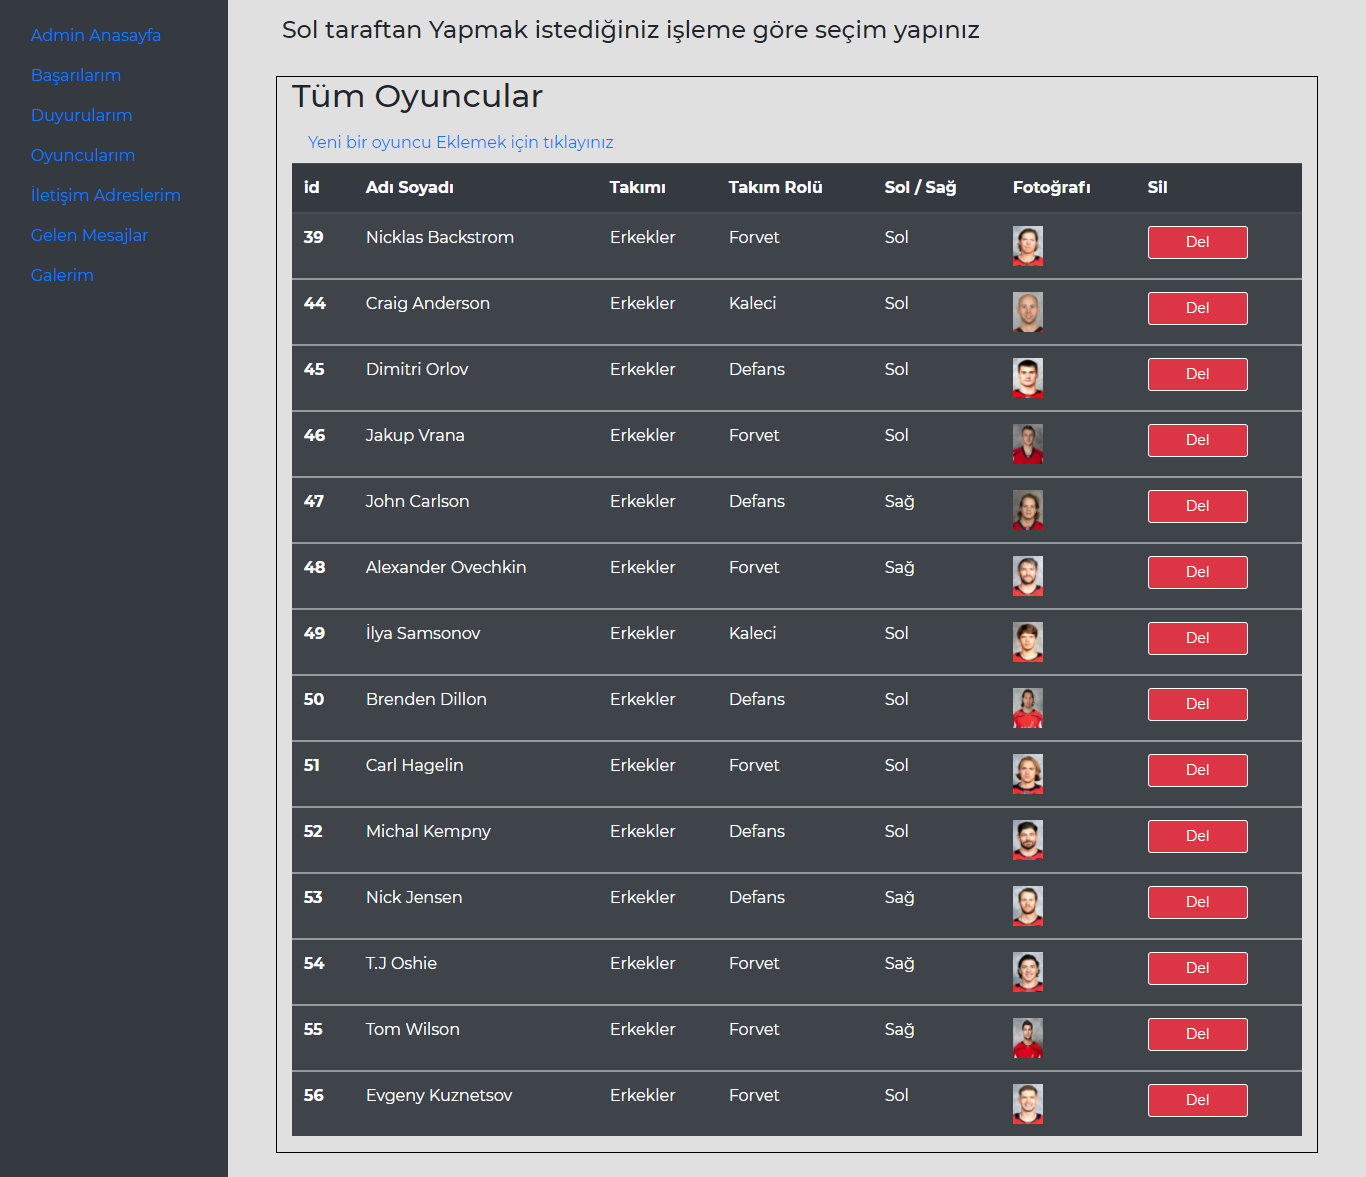 Admin Anasayfa
Başarılarım
Duyurularım
Oyuncularım
İletişim Adreslerim
Gelen Mesajlar
Galerim
Sol taraftan Yapmak istediğiniz işleme göre seçim yapınız
Tüm Oyuncular
Yeni bir oyuncu Eklemek için tıklayınız
id Adı Soyadı Takımı Takım Rolü Sol / Sağ Fotoğrafı Sil
39 Nicklas Backstrom Erkekler Forvet Sol Del
44 Craig Anderson Erkekler Kaleci Sol Del
45 Dimitri Orlov Erkekler Defans Sol Del
46 Jakup Vrana Erkekler Forvet Sol Del
47 John Carlson Erkekler Defans Sağ Del
48 Alexander Ovechkin Erkekler Forvet Sağ Del
49 İlya Samsonov Erkekler Kaleci Sol Del
50 Brenden Dillon Erkekler Defans Sol Del
51 Carl Hagelin Erkekler Forvet Sol Del
52 Michal Kempny Erkekler Defans Sol Del
53 Nick Jensen Erkekler Defans Sağ Del
54 T.J Oshie Erkekler Forvet Sağ Del
55 Tom Wilson Erkekler Forvet Sağ Del
56 Evgeny Kuznetsov Erkekler Forvet Sol Del